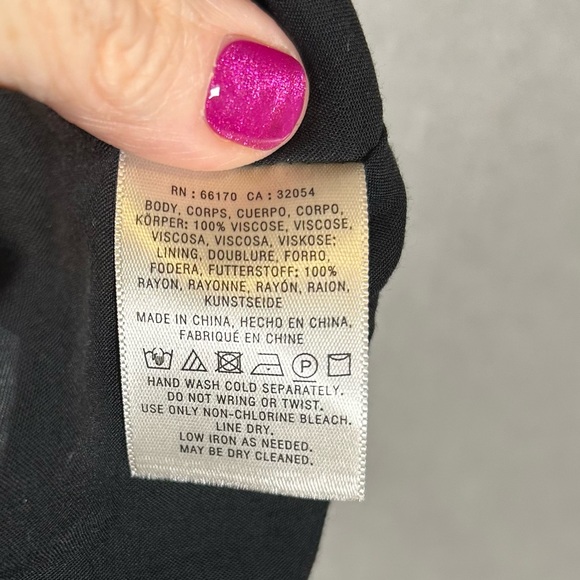 RN : 66170 CA : 32054
BODY, CORPS, CUERPO, CORPO,
KÖRPER: 100% VISCOSE, VISCOSE,
VISCOSA, VISCOSA, VISKOSE;
LINING, DOUBLURE, FORRO,
FODERA, FUTTERSTOFF: 100%
RAYON, RAYONNE, RAYÓN, RAION,
KUNSTSEIDE
MADE IN CHINA, HECHO EN CHINA,
FABRIQUÉ EN CHINE
P
HAND WASH COLD SEPARATELY.
DO NOT WRING OR TWIST.
USE ONLY NON-CHLORINE BLEACH.
LINE DRY.
LOW IRON AS NEEDED.
MAY BE DRY CLEANED.